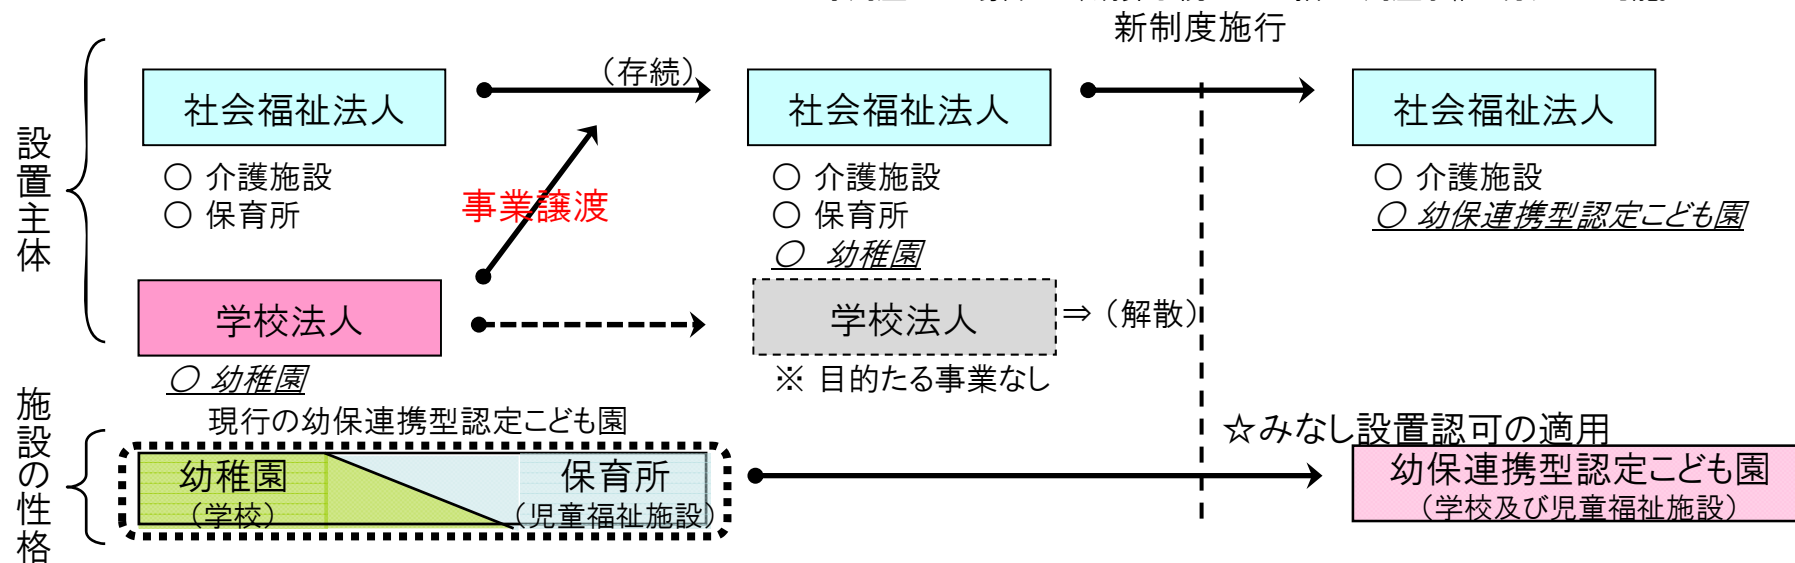 新制度施行
設置主体
社会福祉法人
(存続)
社会福祉法人
社会福祉法人
○ 介護施設
○ 保育所
事業譲渡
○ 介護施設
○ 保育所
○ 幼稚園
○ 介護施設
○ 幼保連携型認定こども園
学校法人
学校法人
⇒ (解散)
○ 幼稚園
※ 目的たる事業なし
施設の性格
現行の幼保連携型認定こども園
☆みなし設置認可の適用
幼稚園
(学校)
保育所
(児童福祉施設)
幼保連携型認定こども園
(学校及び児童福祉施設)